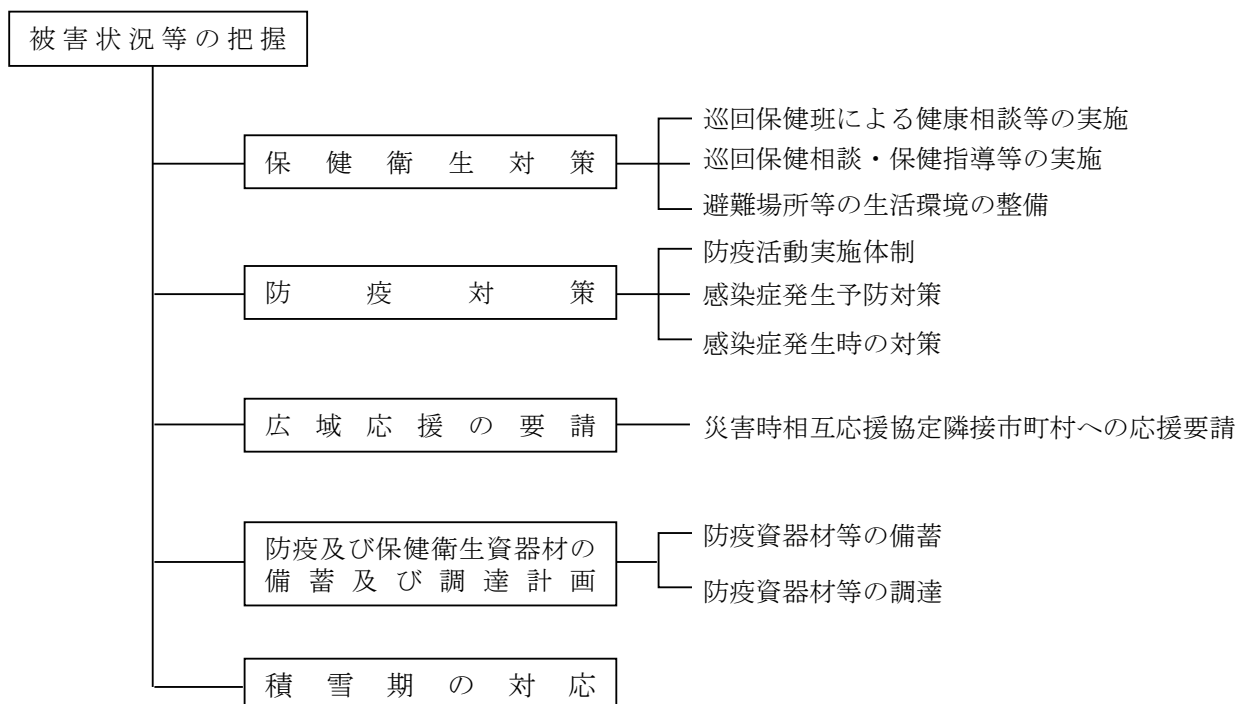 被害状況等の把握
保健衛生対策
巡回保健班による健康相談等の実施
巡回保健相談・保健指導等の実施
避難場所等の生活環境の整備
防疫対策
防疫活動実施体制
感染症発生予防対策
感染症発生時の対策
広域応援の要請
災害時相互応援協定隣接市町村への応援要請
防疫及び保健衛生資器材の
備蓄及び調達計画
防疫資器材等の備蓄
防疫資器材等の調達
積雪期の対応